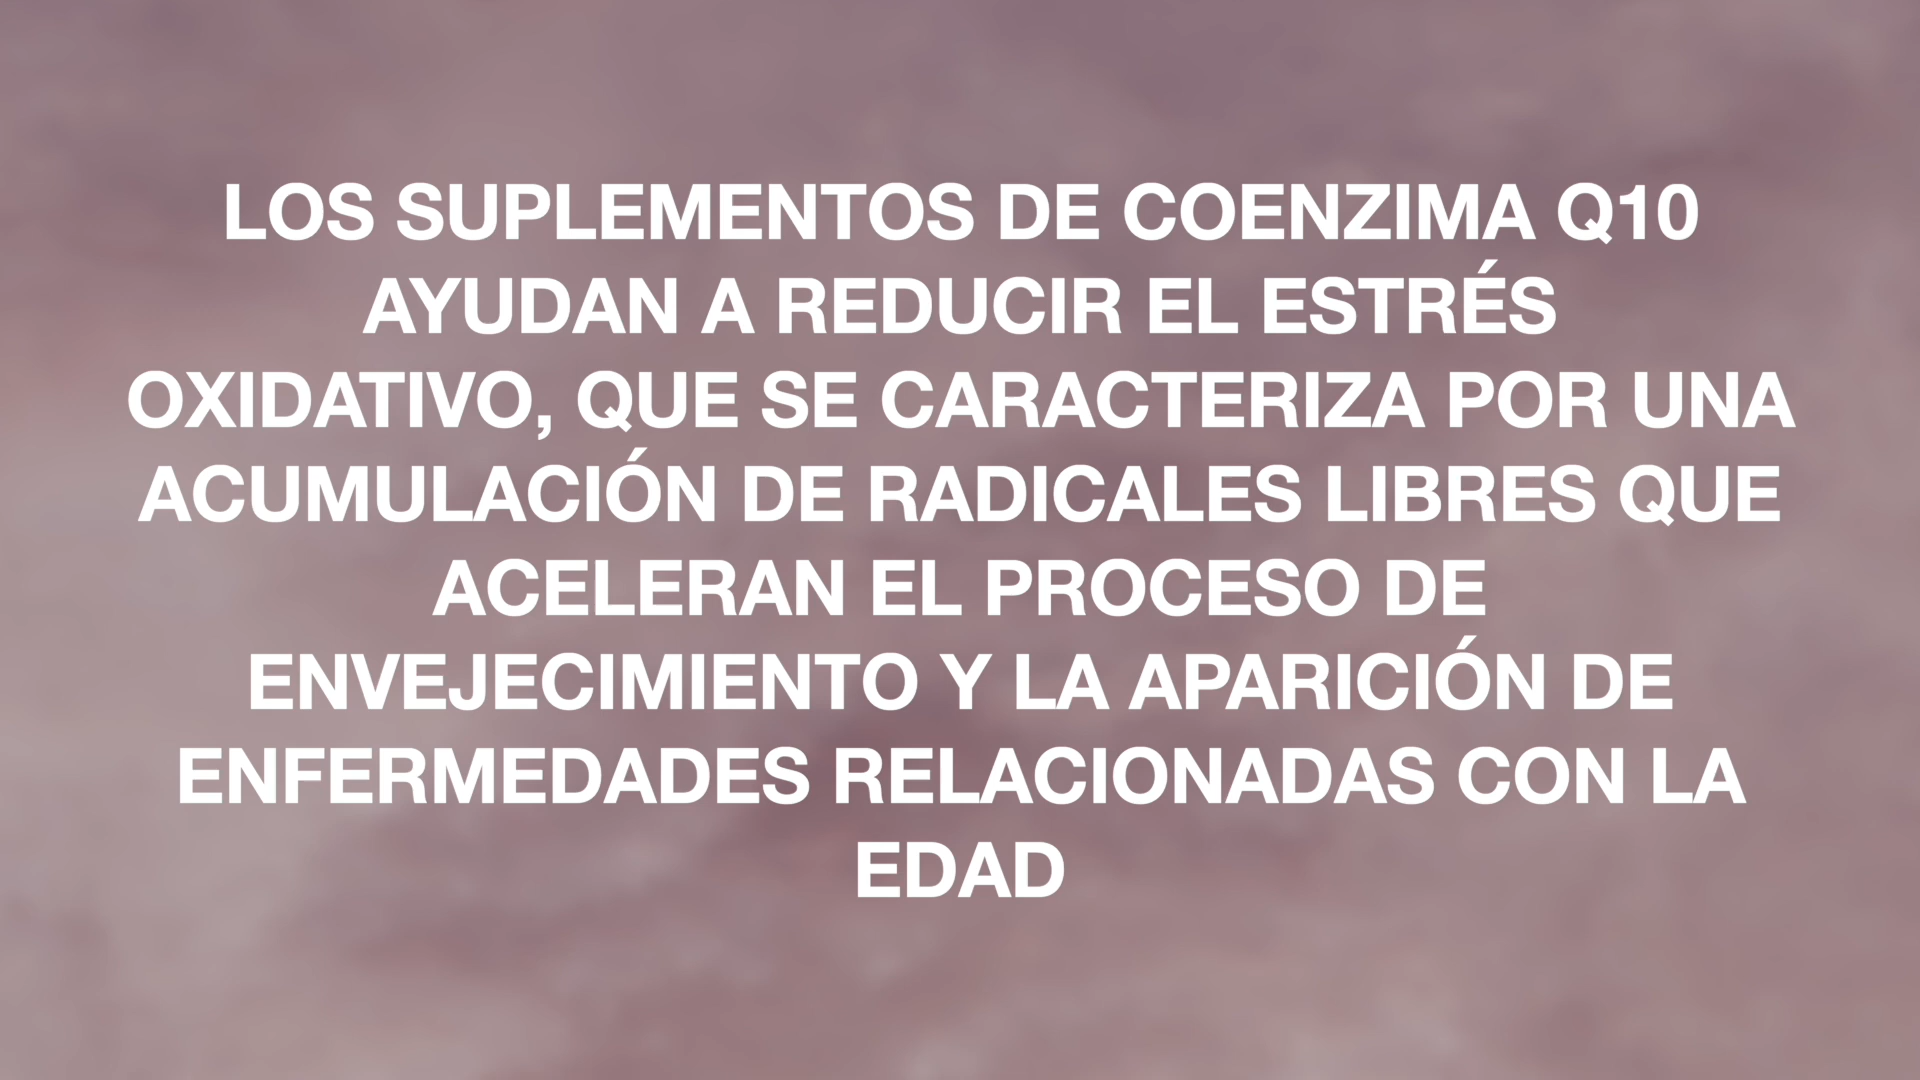 LOS SUPLEMENTOS DE COENZIMA Q10
AYUDAN A REDUCIR EL ESTRÉS
OXIDATIVO, QUE SE CARACTERIZA POR UNA
ACUMULACIÓN DE RADICALES LIBRES QUE
ACELERAN EL PROCESO DE
ENVEJECIMIENTO Y LA APARICIÓN DE
ENFERMEDADES RELACIONADAS CON LA
EDAD